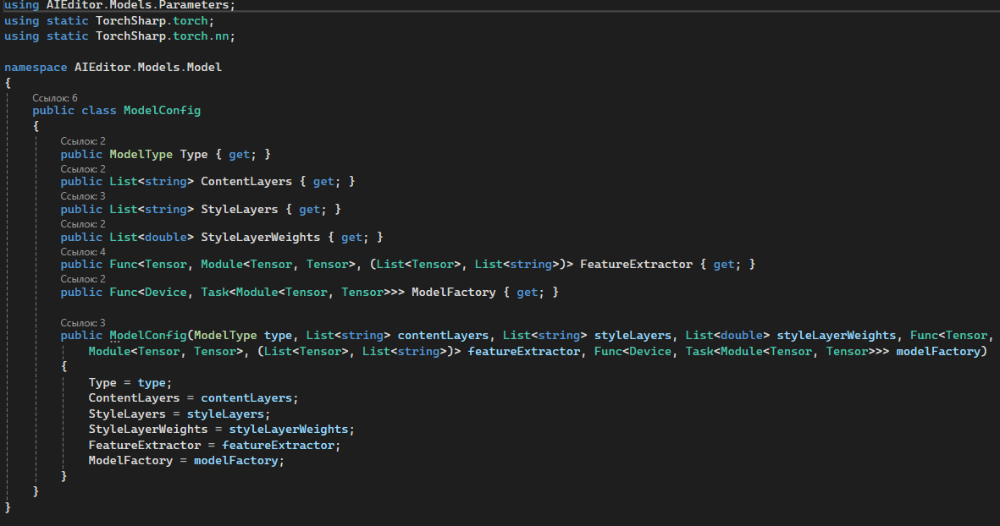 using AIEditor.Models.Parameters;
using static TorchSharp.torch;
using static TorchSharp.torch.nn;
namespace AIEditor.Models.Model
{
Ссылок: 6
public class ModelConfig
{
Ссылок: 2
public ModelType Type { get; }
Ссылок: 2
public List<string> ContentLayers { get; }
Ссылок: 3
public List<string> StyleLayers { get; }
Ссылок: 2
public List<double> StyleLayerWeights { get; }
Ссылок: 4
public Func<Tensor, Module<Tensor, Tensor>, (List<Tensor>, List<string>)> FeatureExtractor { get; }
Ссылок: 2
public Func<Device, Task<Module<Tensor, Tensor>>> ModelFactory { get; }
Ссылок: 3
public ModelConfig(ModelType type, List<string> contentLayers, List<string> styleLayers, List<double> styleLayerWeights, Func<Tensor,
Module<Tensor, Tensor>, (List<Tensor>, List<string>)> featureExtractor, Func<Device, Task<Module<Tensor, Tensor>>> modelFactory)
{
Type = type;
ContentLayers = contentLayers;
StyleLayers = styleLayers;
StyleLayerWeights = styleLayerWeights;
FeatureExtractor = featureExtractor;
ModelFactory = modelFactory;
}
}
}